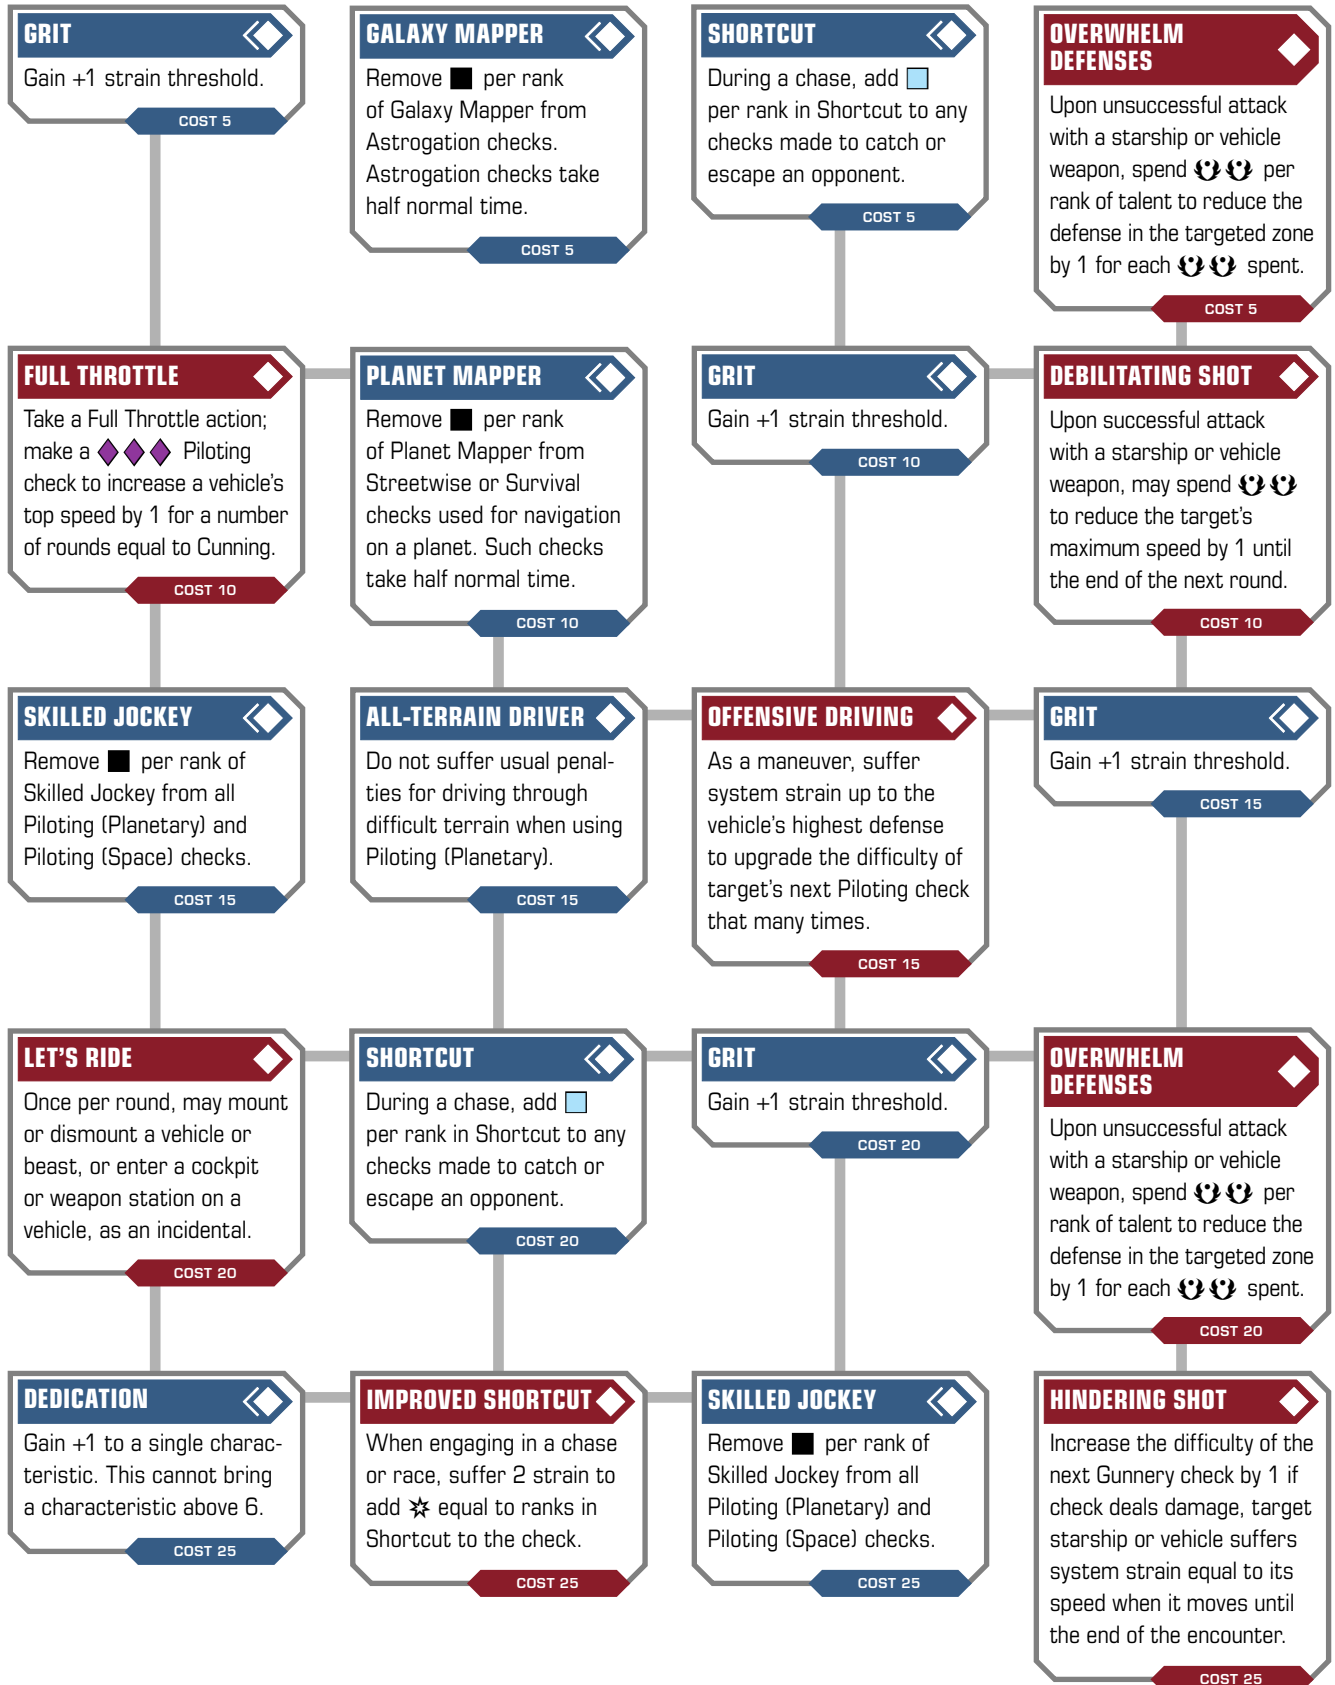 GRIT
Gain +1 strain threshold.
COST 5
GALAXY MAPPER
Remove per rank
of Galaxy Mapper from
Astrogation checks.
Astrogation checks take
half normal time.
COST 5
SHORTCUT
During a chase, add
per rank in Shortcut to any
checks made to catch or
escape an opponent.
COST 5
OVERWHELM
DEFENSES
Upon unsuccessful attack
with a starship or vehicle
weapon, spend per
rank of talent to reduce the
defense in the targeted zone
by 1 for each spent.
COST 5
FULL THROTTLE
Take a Full Throttle action;
make a Piloting
check to increase a vehicle's
top speed by 1 for a number
of rounds equal to Cunning.
COST 10
PLANET MAPPER
Remove per rank
of Planet Mapper from
Streetwise or Survival
checks used for navigation
on a planet. Such checks
take half normal time.
COST 10
GRIT
Gain +1 strain threshold.
COST 10
DEBILITATING SHOT
Upon successful attack
with a starship or vehicle
weapon, may spend
to reduce the target's
maximum speed by 1 until
the end of the next round.
COST 10
SKILLED JOCKEY
Remove per rank of
Skilled Jockey from all
Piloting (Planetary) and
Piloting (Space) checks.
COST 15
ALL-TERRAIN DRIVER
Do not suffer usual penal-
ties for driving through
difficult terrain when using
Piloting (Planetary).
COST 15
OFFENSIVE DRIVING
As a maneuver, suffer
system strain up to the
vehicle's highest defense
to upgrade the difficulty of
target's next Piloting check
that many times.
COST 15
GRIT
Gain +1 strain threshold.
COST 15
LET'S RIDE
Once per round, may mount
or dismount a vehicle or
beast, or enter a cockpit
or weapon station on a
vehicle, as an incidental.
COST 20
SHORTCUT
During a chase, add
per rank in Shortcut to any
checks made to catch or
escape an opponent.
COST 20
GRIT
Gain +1 strain threshold.
COST 20
OVERWHELM
DEFENSES
Upon unsuccessful attack
with a starship or vehicle
weapon, spend per
rank of talent to reduce the
defense in the targeted zone
by 1 for each spent.
COST 20
DEDICATION
Gain +1 to a single charac-
teristic. This cannot bring
a characteristic above 6.
COST 25
IMPROVED SHORTCUT
When engaging in a chase
or race, suffer 2 strain to
add equal to ranks in
Shortcut to the check.
COST 25
SKILLED JOCKEY
Remove per rank of
Skilled Jockey from all
Piloting (Planetary) and
Piloting (Space) checks.
COST 25
HINDERING SHOT
Increase the difficulty of the
next Gunnery check by 1 if
check deals damage, target
starship or vehicle suffers
system strain equal to its
speed when it moves until
the end of the encounter.
COST 25